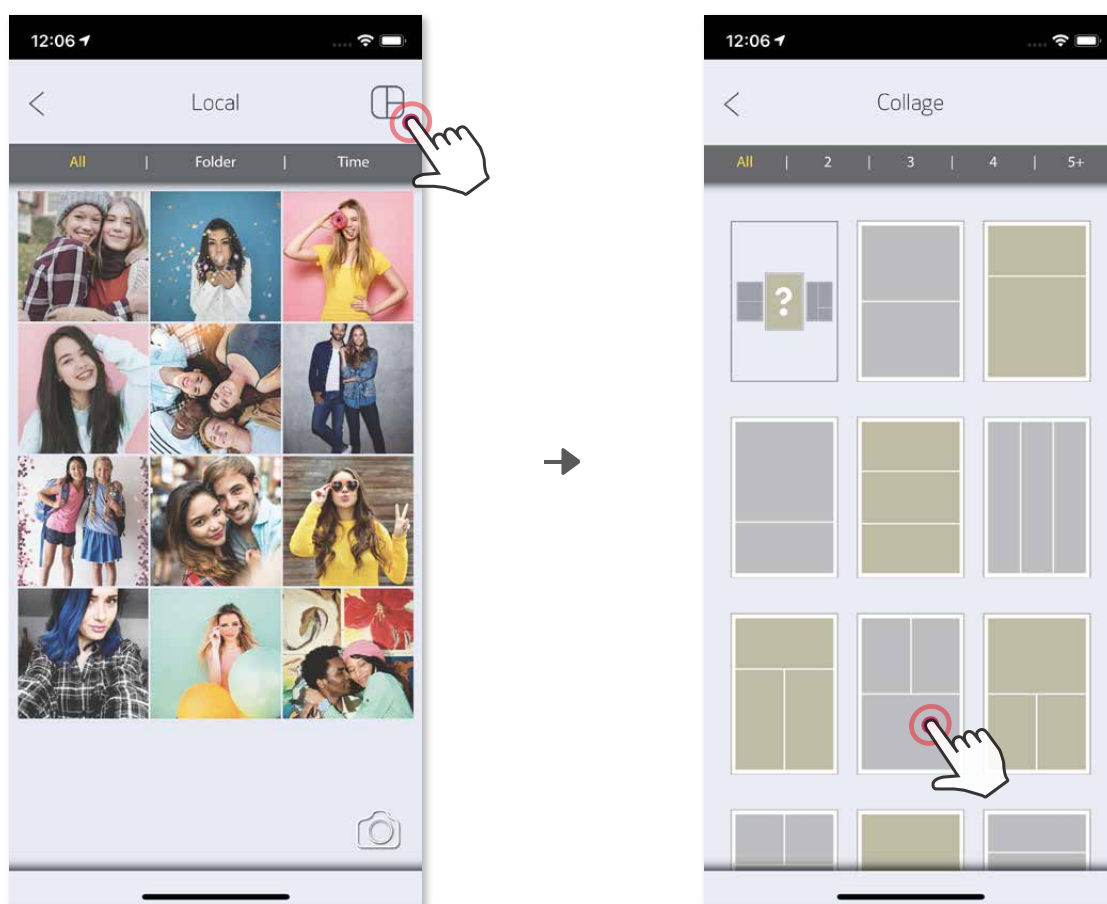 12:06
Local
All | Folder | Time
12:06
Collage
All | 2 | 3 | 4 | 5+
?